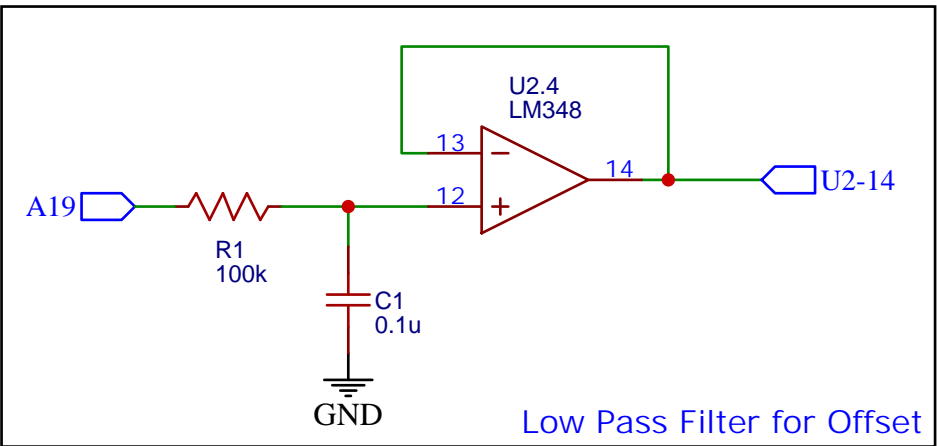 U2.4
LM348
13
14
12
A19
U2-14
R1
100k
C1
0.1u
GND
Low Pass Filter for Offset